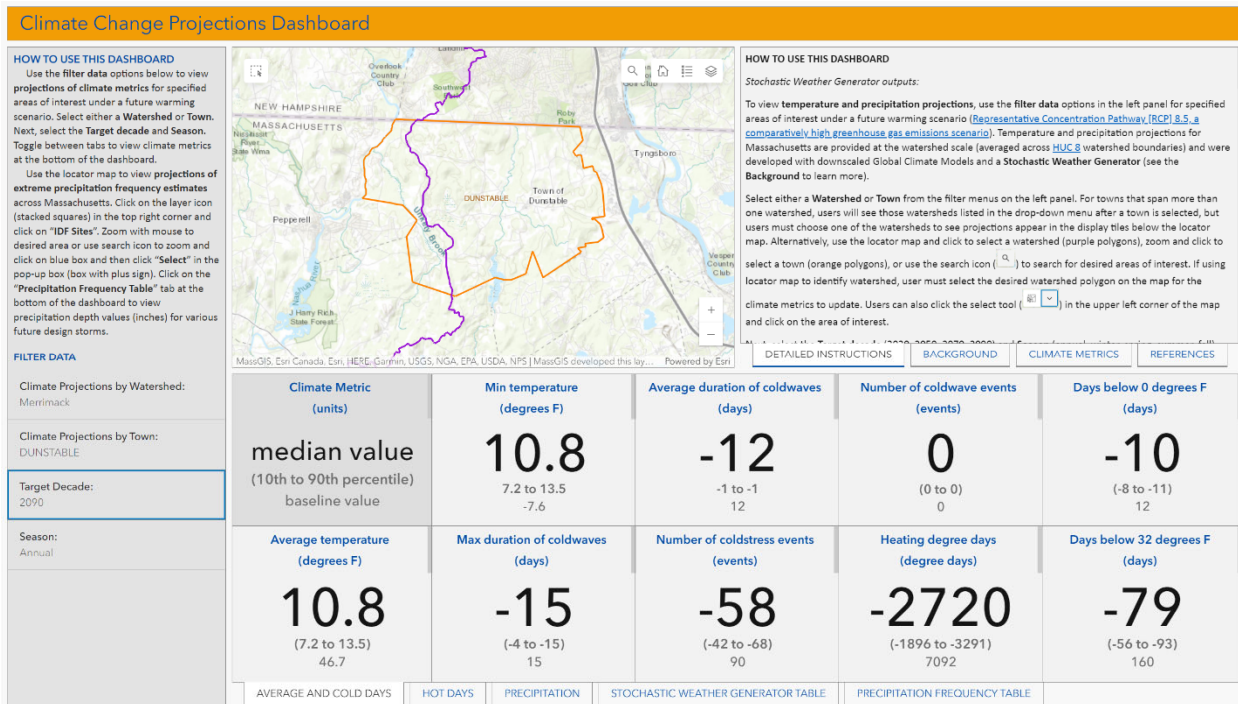 Climate Change Projections Dashboard
HOW TO USE THIS DASHBOARD
Use the filter data options below to view
projections of climate metrics for specified
areas of interest under a future warming
scenario. Select either a Watershed or Town.
Next, select the Target decade and Season.
Toggle between tabs to view climate metrics
at the bottom of the dashboard.
Use the locator map to view projections of
extreme precipitation frequency estimates
across Massachusetts. Click on the layer icon
(stacked squares) in the top right corner and
click on "IDF Sites". Zoom with mouse to
desired area or use search icon to zoom and
click on blue box and then click "Select" in the
pop-up box (box with plus sign). Click on the
"Precipitation Frequency Table" tab at the
bottom of the dashboard to view
precipitation depth values (inches) for various
future design storms.
FILTER DATA
Climate Projections by Watershed:
Merrimack
Climate Projections by Town:
DUNSTABLE
Target Decade:
2090
Season:
Annual
Overlook
Country
Club
NEW HAMPSHIRE
MASSACHUSETTS
Roby
Park
Tyngsboro
Town of
Dunstable
DUNSTABLE
Pepperell
Unkety Brook
Nashua River
J Harry Rich
State Forest
Vesper
Country
Club
+
−
MassGIS, Esri Canada, Esri, HERE, Garmin, USGS, NGA, EPA, USDA, NPS | MassGIS developed this lay...
Powered by Esri
HOW TO USE THIS DASHBOARD
Stochastic Weather Generator outputs:
To view temperature and precipitation projections, use the filter data options in the left panel for specified
areas of interest under a future warming scenario (Representative Concentration Pathway [RCP] 8.5, a
comparatively high greenhouse gas emissions scenario). Temperature and precipitation projections for
Massachusetts are provided at the watershed scale (averaged across HUC 8 watershed boundaries) and were
developed with downscaled Global Climate Models and a Stochastic Weather Generator (see the
Background to learn more).
Select either a Watershed or Town from the filter menus on the left panel. For towns that span more than
one watershed, users will see those watersheds listed in the drop-down menu after a town is selected, but
users must choose one of the watersheds to see projections appear in the display tiles below the locator
map. Alternatively, use the locator map and click to select a watershed (purple polygons), zoom and click to
select a town (orange polygons), or use the search icon ( ) to search for desired areas of interest. If using
locator map to identify watershed, user must select the desired watershed polygon on the map for the
climate metrics to update. Users can also click the select tool ( ) in the upper left corner of the map
and click on the area of interest.
DETAILED INSTRUCTIONS
BACKGROUND
CLIMATE METRICS
REFERENCES
Climate Metric
(units)
median value
(10th to 90th percentile)
baseline value
Min temperature
(degrees F)
10.8
7.2 to 13.5
-7.6
Average duration of coldwaves
(days)
-12
-1 to -1
12
Number of coldwave events
(events)
0
(0 to 0)
0
Days below 0 degrees F
(days)
-10
(-8 to -11)
12
Average temperature
(degrees F)
10.8
(7.2 to 13.5)
46.7
Max duration of coldwaves
(days)
-15
(-4 to -15)
15
Number of coldstress events
(events)
-58
(-42 to -68)
90
Heating degree days
(degree days)
-2720
(-1896 to -3291)
7092
Days below 32 degrees F
(days)
-79
(-56 to -93)
160
AVERAGE AND COLD DAYS
HOT DAYS
PRECIPITATION
STOCHASTIC WEATHER GENERATOR TABLE
PRECIPITATION FREQUENCY TABLE